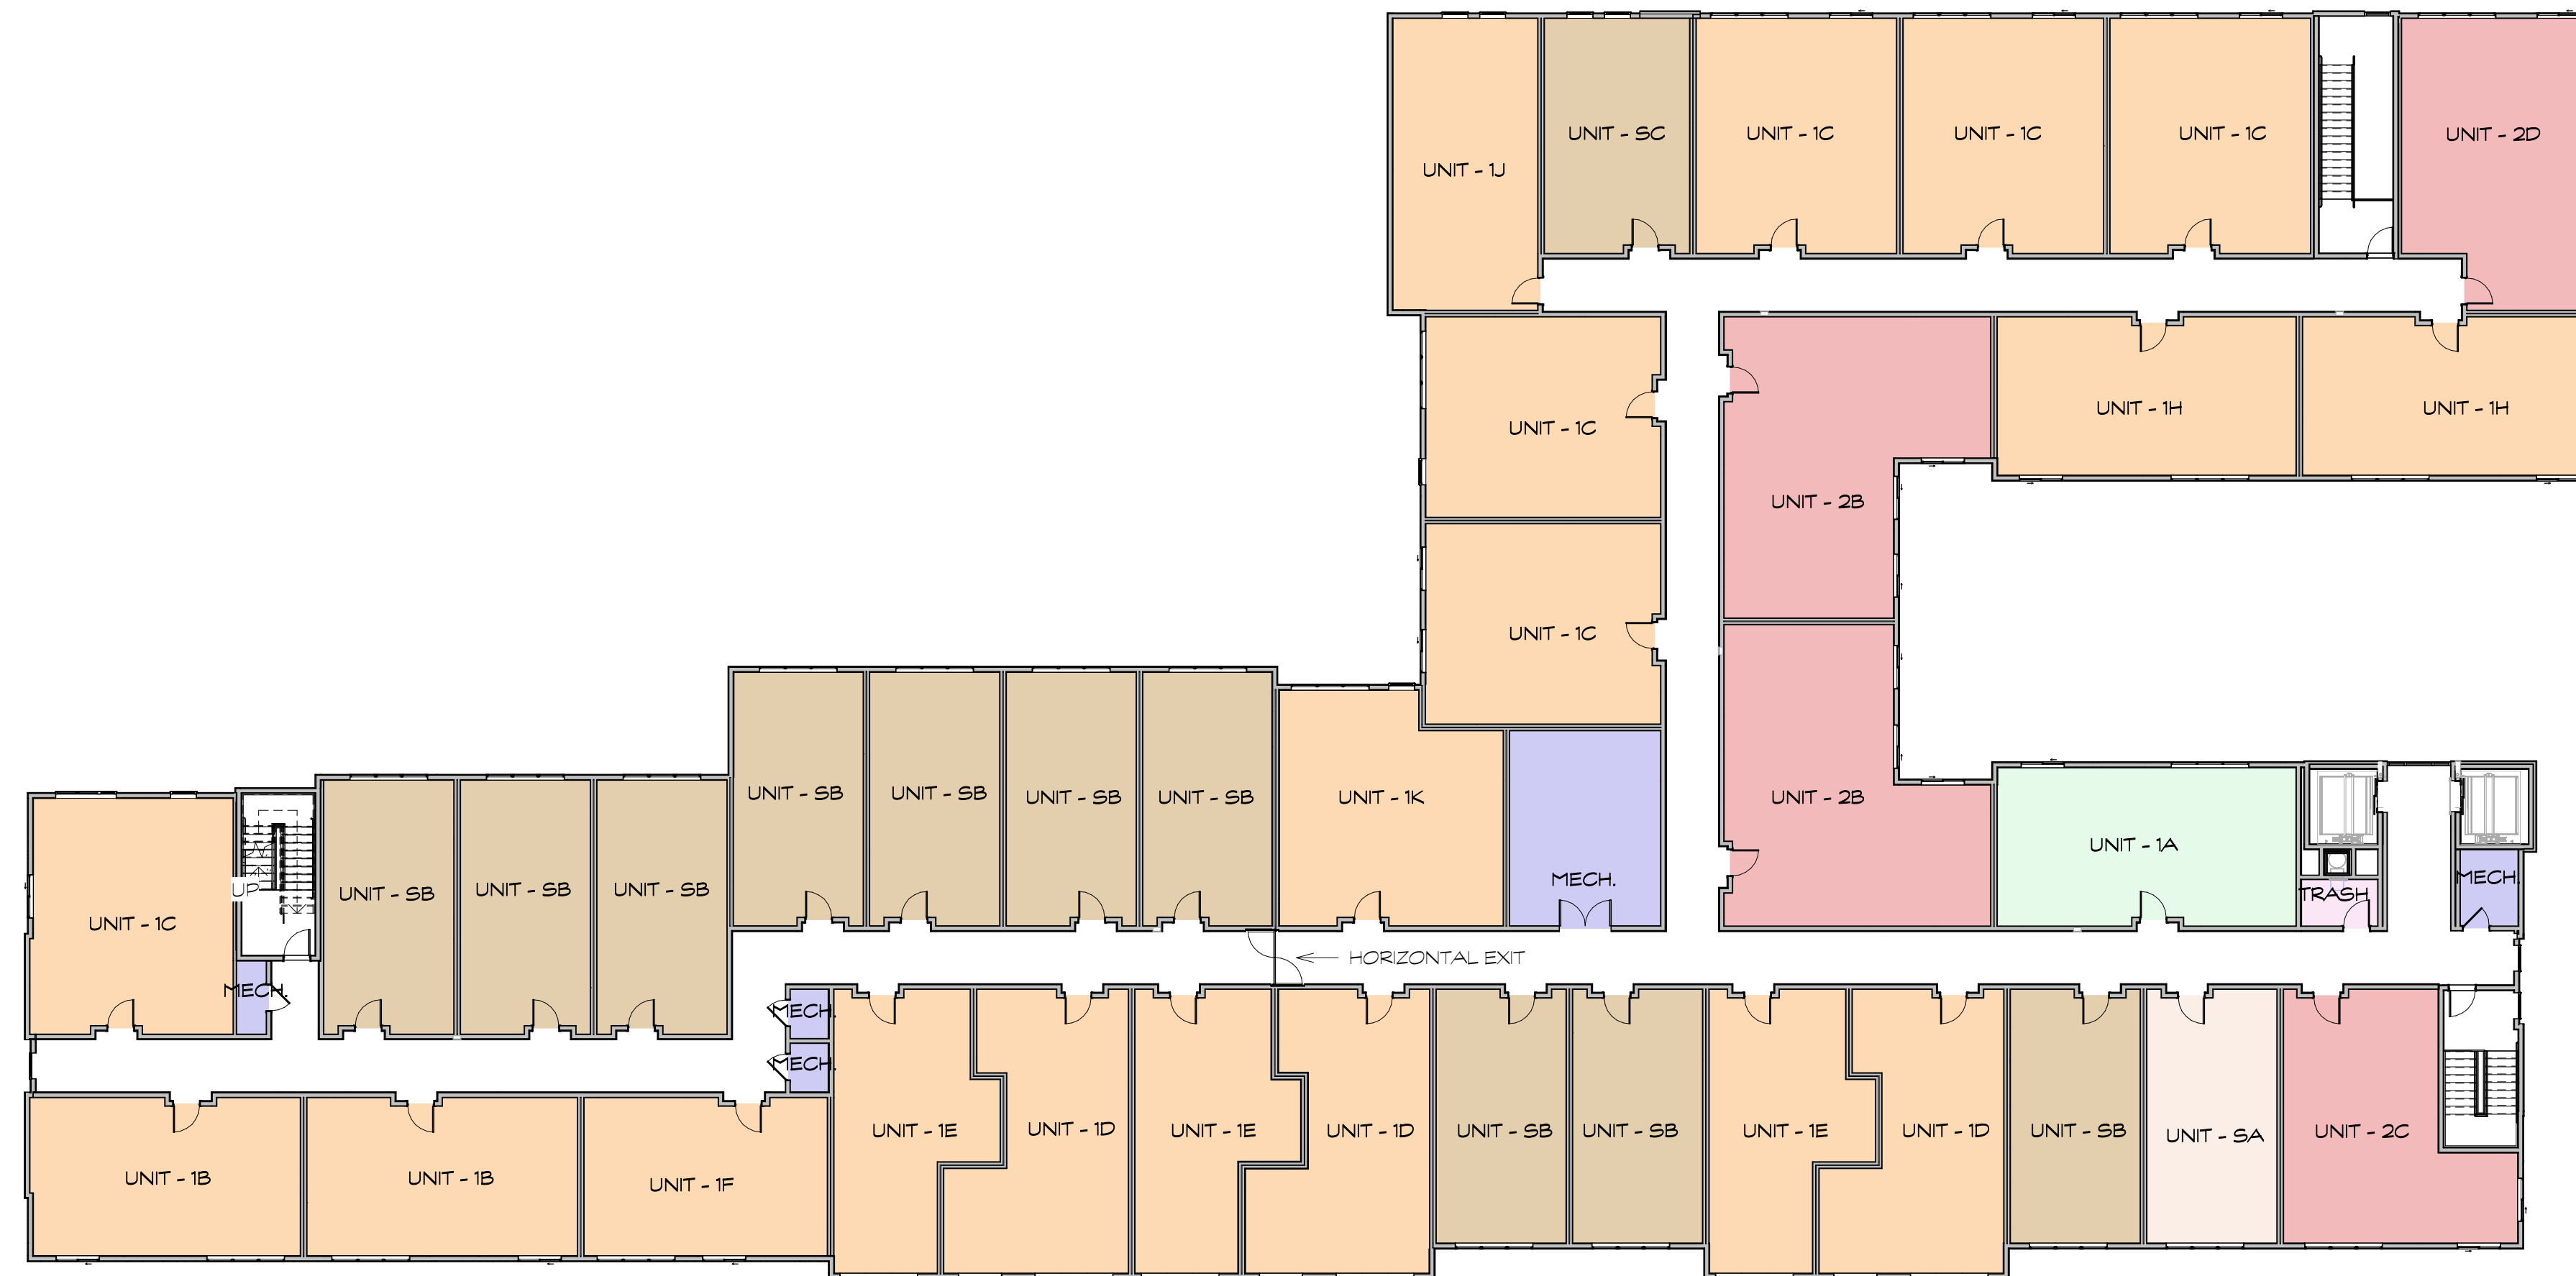 UNIT - SC
UNIT - 1C
UNIT - 1C
UNIT - 1C
UNIT - 2D
UNIT - 1J
UNIT - 1H
UNIT - 1H
UNIT - 1C
UNIT - 2B
UNIT - 1C
UNIT - SB
UNIT - SB
UNIT - SB
UNIT - SB
UNIT - 1K
UNIT - 2B
UNIT - 1A
MECH.
MECH.
UP
UNIT - SB
UNIT - SB
UNIT - SB
TRASH
UNIT - 1C
HORIZONTAL EXIT
MECH.
MECH.
MECH.
UNIT - 1E
UNIT - 1D
UNIT - 1E
UNIT - 1D
UNIT - SB
UNIT - SB
UNIT - 1E
UNIT - 1D
UNIT - SB
UNIT - SA
UNIT - 2C
UNIT - 1B
UNIT - 1B
UNIT - 1F